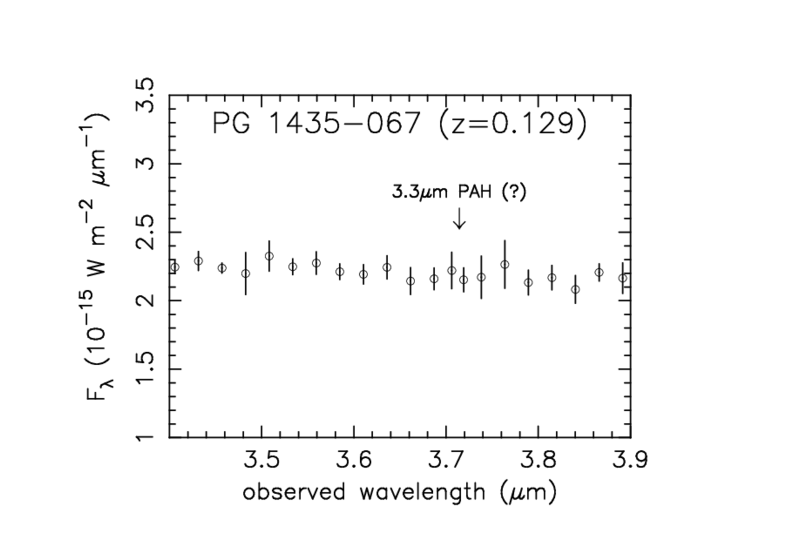 PG 1435−067 (z=0.129)
3.3μm PAH (?)
F_λ (10^−15 W m^−2 μm^−1)
3.5
3
2.5
2
1.5
1
3.5 3.6 3.7 3.8 3.9
observed wavelength (μm)